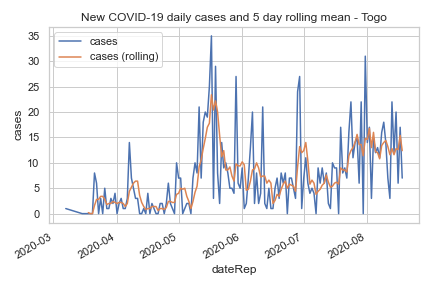 New COVID-19 daily cases and 5 day rolling mean - Togo
cases
cases (rolling)
35
30
25
20
15
10
5
0
cases
2020-03
2020-04
2020-05
2020-06
2020-07
2020-08
dateRep